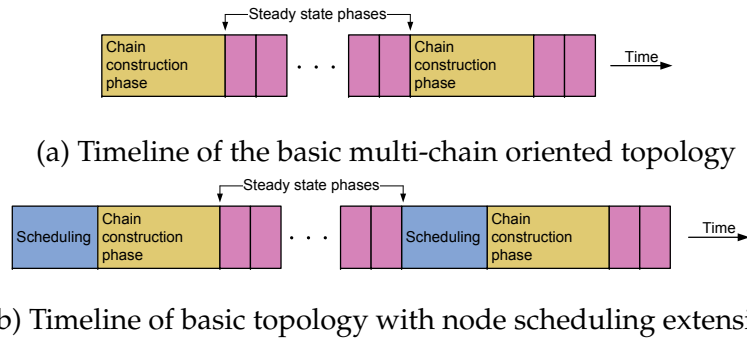 Steady state phases
Chain
construction
phase
. . .
Chain
construction
phase
Time
(a) Timeline of the basic multi-chain oriented topology
Steady state phases
Scheduling
Chain
construction
phase
. . .
Scheduling
Chain
construction
phase
Time
b) Timeline of basic topology with node scheduling extensi